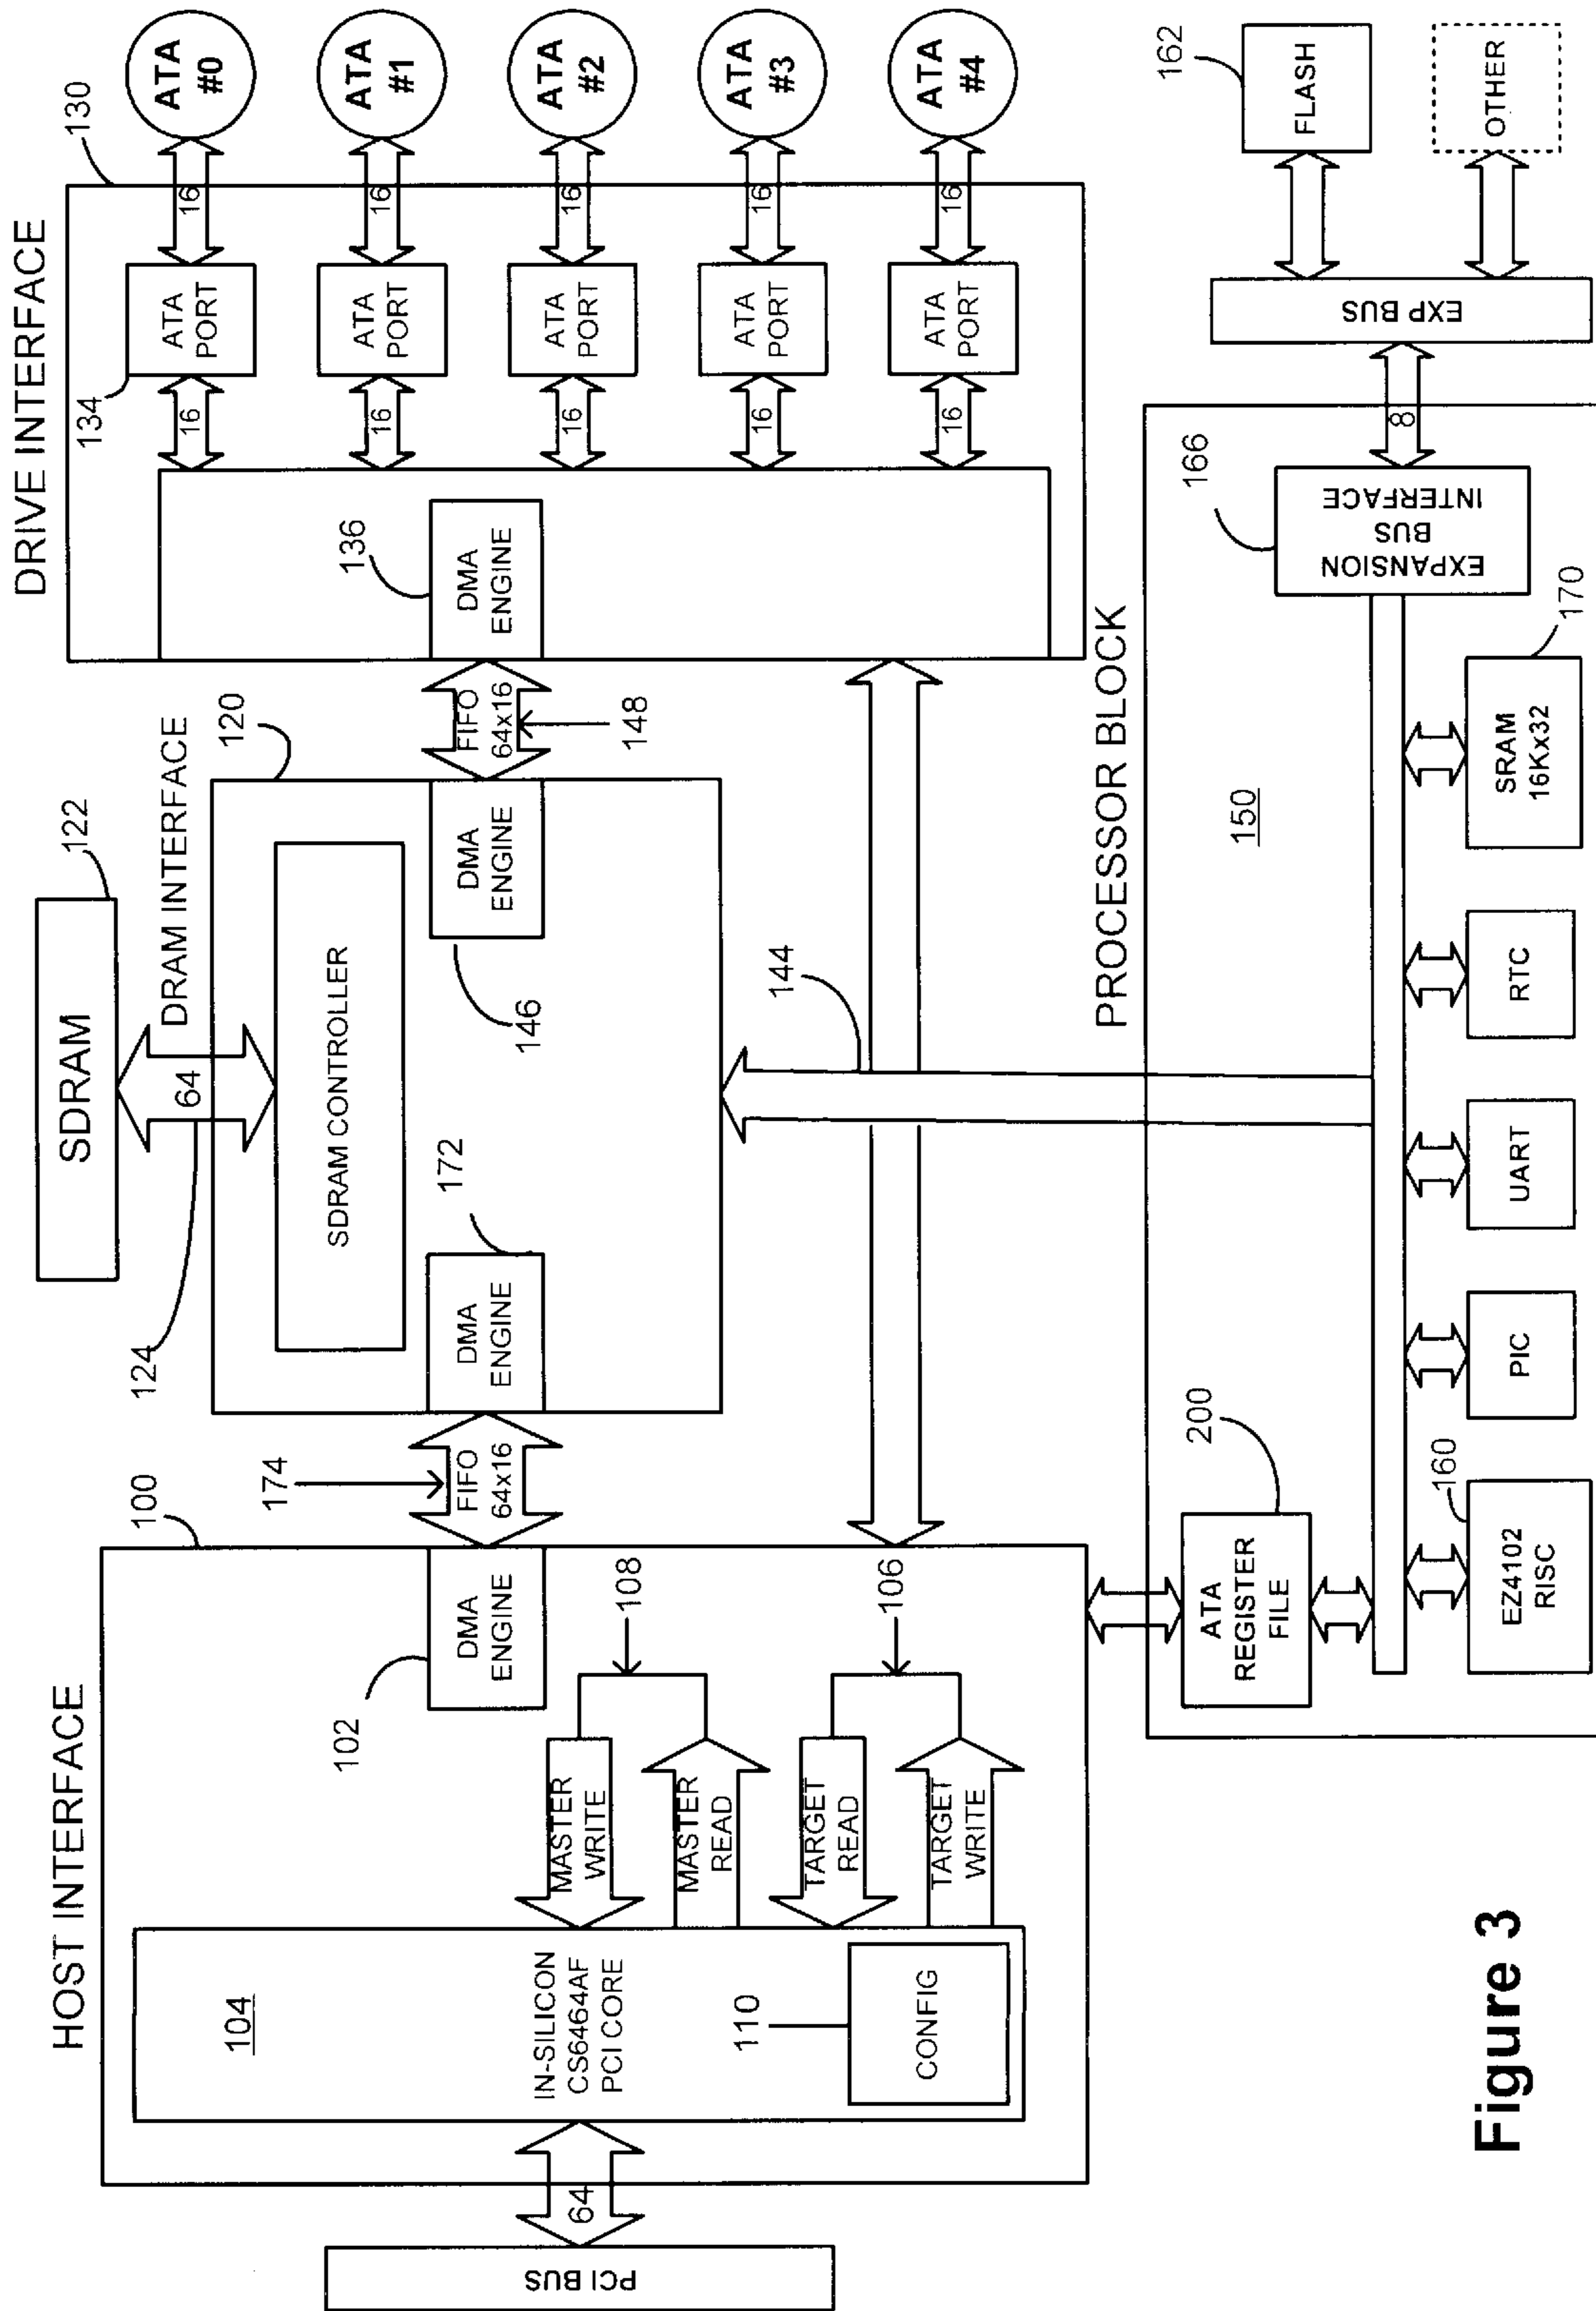 HOST INTERFACE
100
104
IN-SILICON
CS6464AF
PCI CORE
110
CONFIG
PCI BUS
64
102
DMA
ENGINE
MASTER
WRITE
MASTER
READ
108
TARGET
READ
TARGET
WRITE
106
174
FIFO
64x16
SDRAM
122
124
64
DRAM INTERFACE
120
SDRAM CONTROLLER
172
DMA
ENGINE
DMA
ENGINE
146
FIFO
64x16
148
144
DRIVE INTERFACE
130
134
136
DMA
ENGINE
16
ATA
PORT
16
ATA
#0
16
ATA
PORT
16
ATA
#1
16
ATA
PORT
16
ATA
#2
16
ATA
PORT
16
ATA
#3
16
ATA
PORT
16
ATA
#4
PROCESSOR BLOCK
150
200
ATA
REGISTER
FILE
160
EZ4102
RISC
PIC
UART
RTC
SRAM
16Kx32
170
166
EXPANSION
BUS
INTERFACE
8
EXP BUS
162
FLASH
OTHER
Figure 3